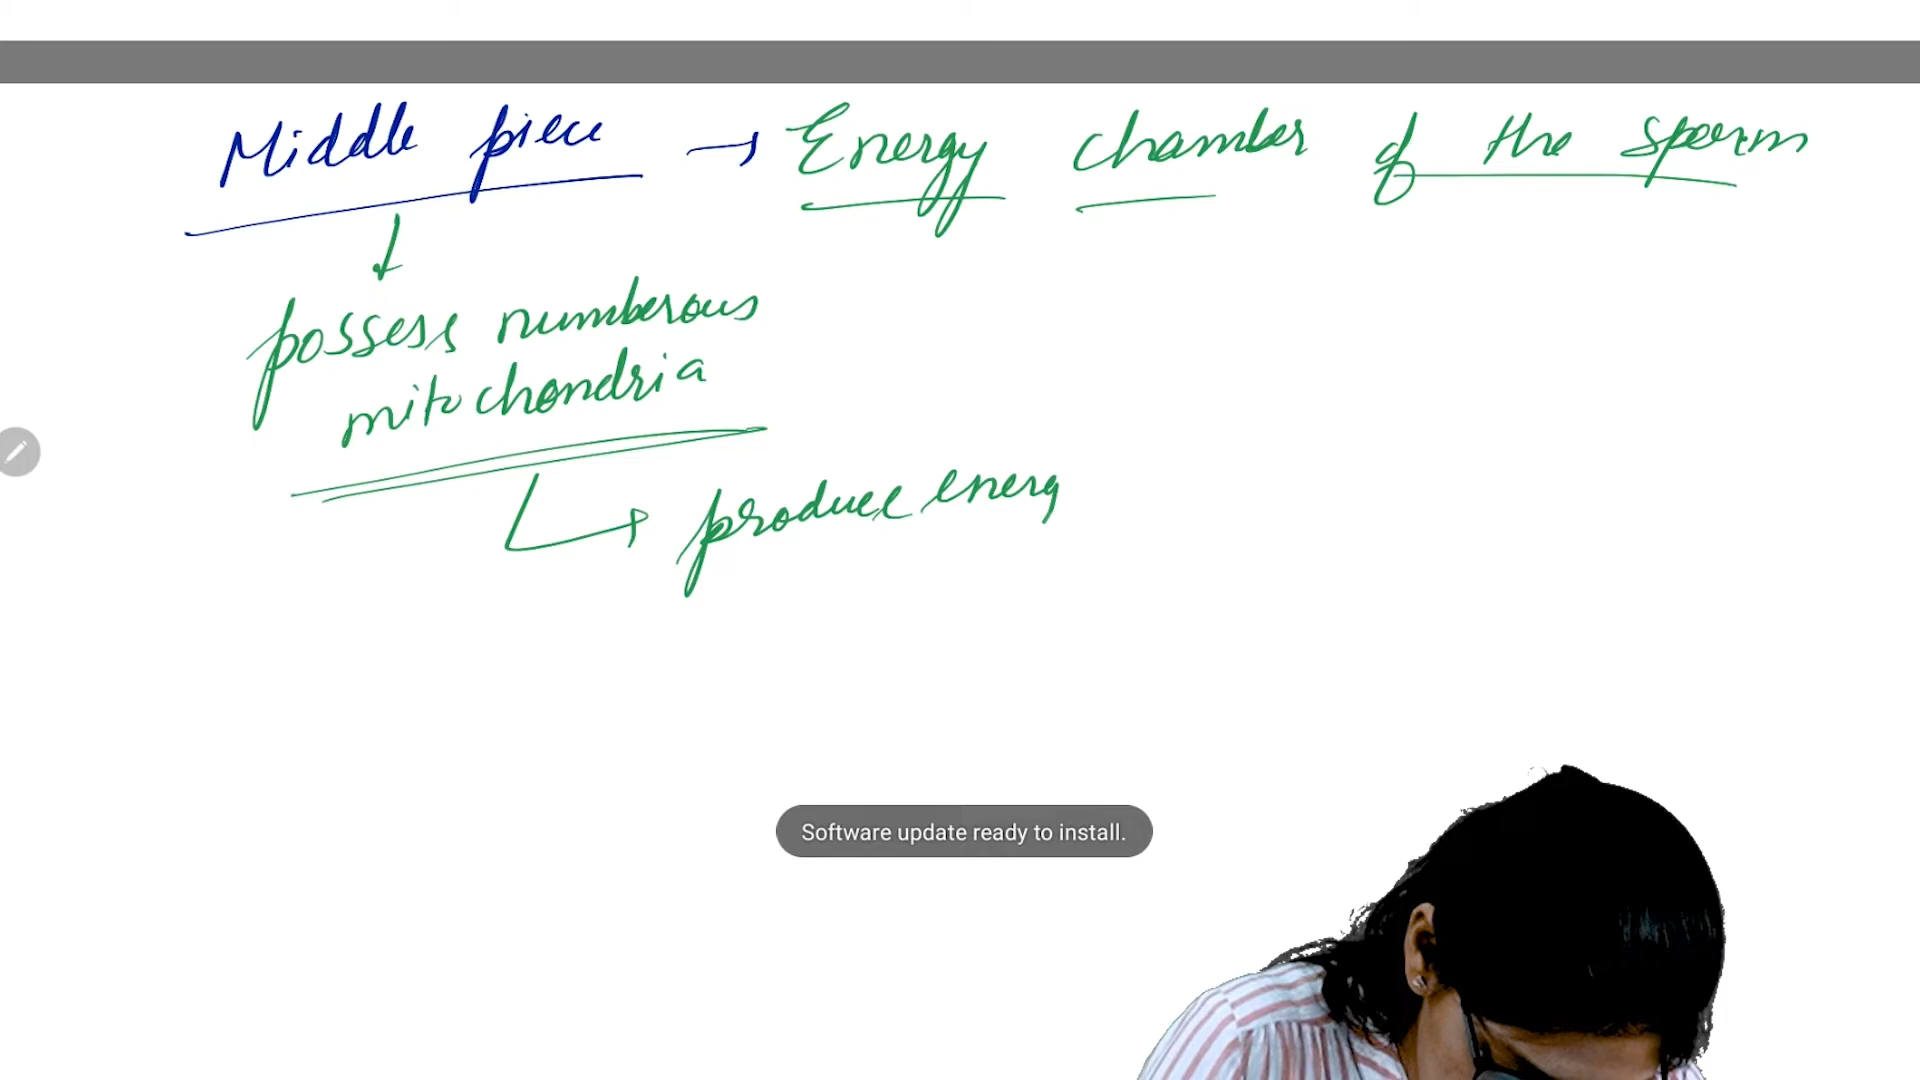 Middle piece → Energy chamber of the sperm
possess numberous
mitochondria
produce energ
Software update ready to install.